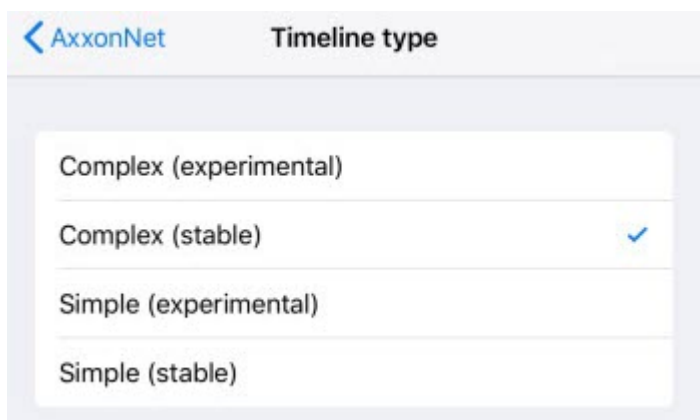 AxxonNet Timeline type
Complex (experimental)
Complex (stable)
Simple (experimental)
Simple (stable)